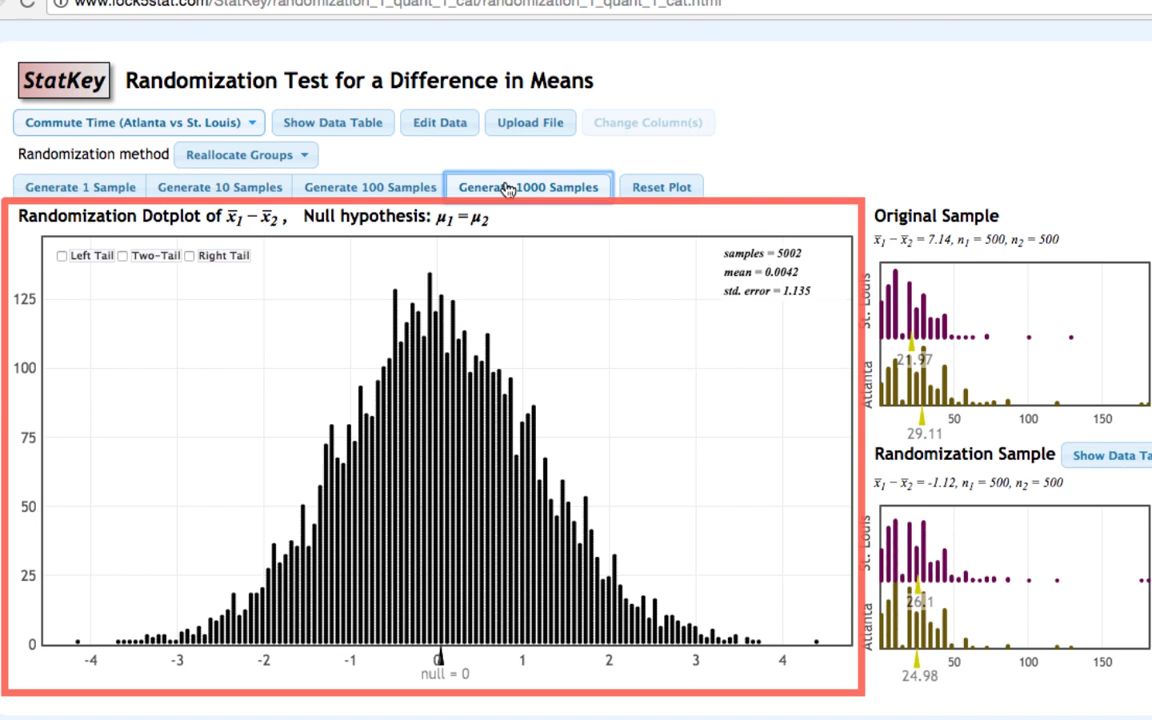 www.lock5stat.com/StatKey/randomization_1_quant_1_cat/randomization_1_quant_1_cat.html
StatKey Randomization Test for a Difference in Means
Commute Time (Atlanta vs St. Louis) Show Data Table Edit Data Upload File Change Column(s)
Randomization method Reallocate Groups
Generate 1 Sample Generate 10 Samples Generate 100 Samples Generate 1000 Samples Reset Plot
Randomization Dotplot of x̅₁ − x̅₂ , Null hypothesis: μ₁ = μ₂
Left Tail Two-Tail Right Tail
samples = 5002
mean = 0.0042
std. error = 1.135
125
100
75
50
25
0
-4 -3 -2 -1 0 1 2 3 4
null = 0
Original Sample
x̅₁ − x̅₂ = 7.14, n₁ = 500, n₂ = 500
St. Louis
21.97
Atlanta
50 100 150
29.11
Randomization Sample Show Data Ta
x̅₁ − x̅₂ = -1.12, n₁ = 500, n₂ = 500
St. Louis
26.1
Atlanta
50 100 150
24.98